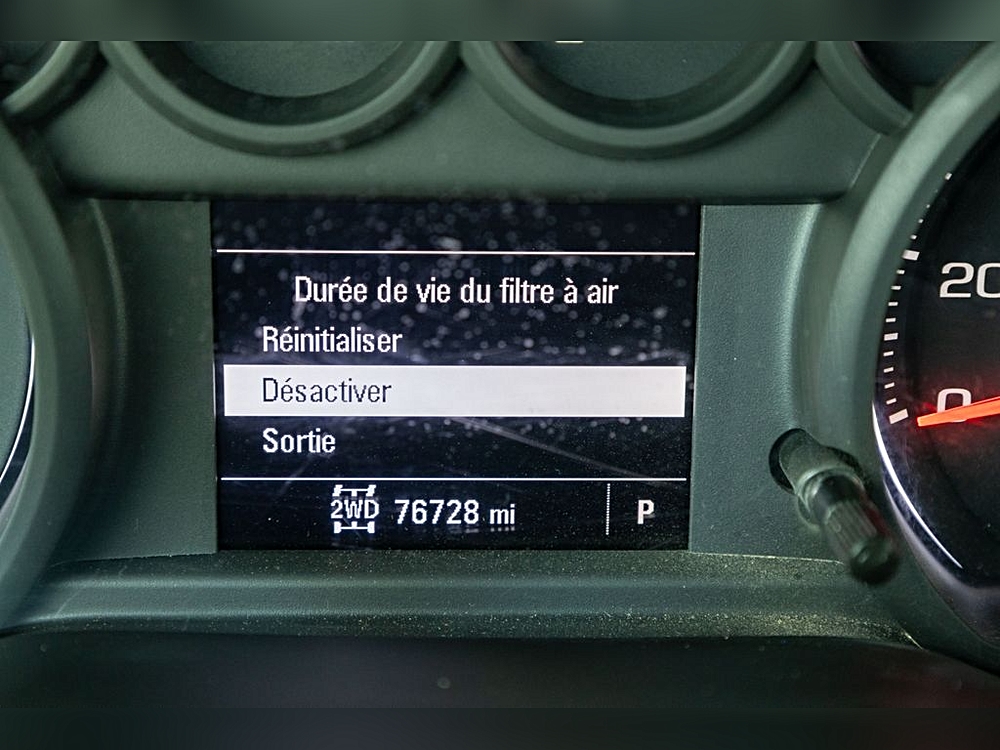 Durée de vie du filtre à air
Réinitialiser
Désactiver
Sortie
2WD 76728 mi P
20
0